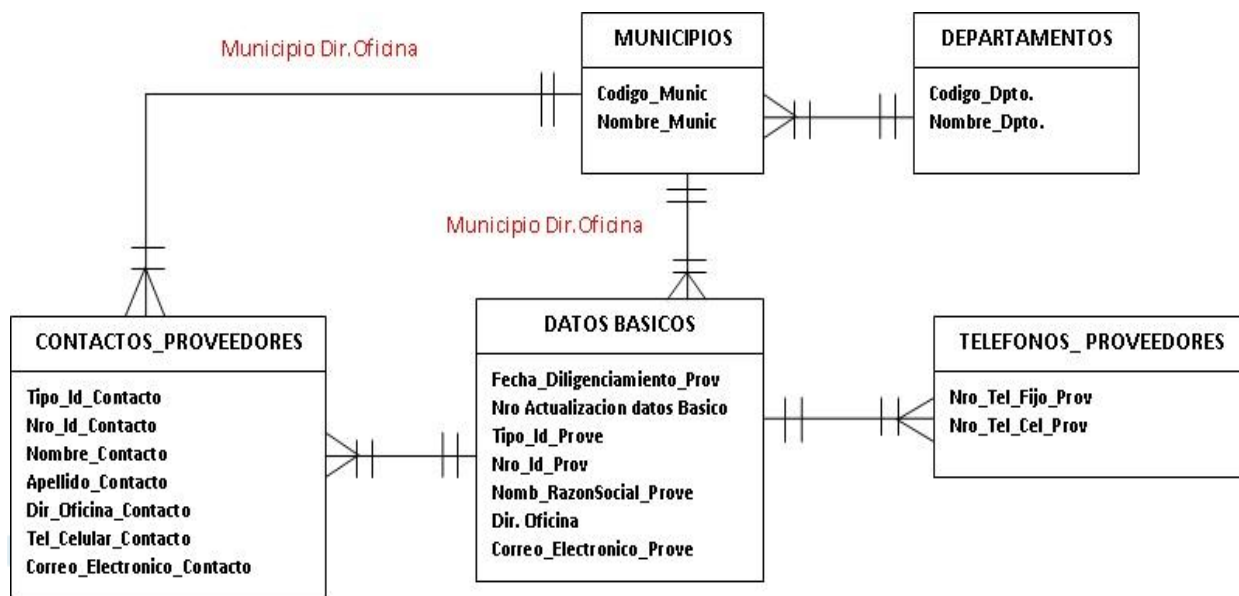 Municipio Dir.Oficina
MUNICIPIOS
Codigo_Munic
Nombre_Munic
DEPARTAMENTOS
Codigo_Dpto.
Nombre_Dpto.
Municipio Dir.Oficina
CONTACTOS_PROVEEDORES
Tipo_Id_Contacto
Nro_Id_Contacto
Nombre_Contacto
Apellido_Contacto
Dir_Oficina_Contacto
Tel_Celular_Contacto
Correo_Electronico_Contacto
DATOS BASICOS
Fecha_Diligenciamiento_Prov
Nro Actualizacion datos Basico
Tipo_Id_Prove
Nro_Id_Prov
Nomb_RazonSocial_Prove
Dir. Oficina
Correo_Electronico_Prove
TELEFONOS_ PROVEEDORES
Nro_Tel_Fijo_Prov
Nro_Tel_Cel_Prov